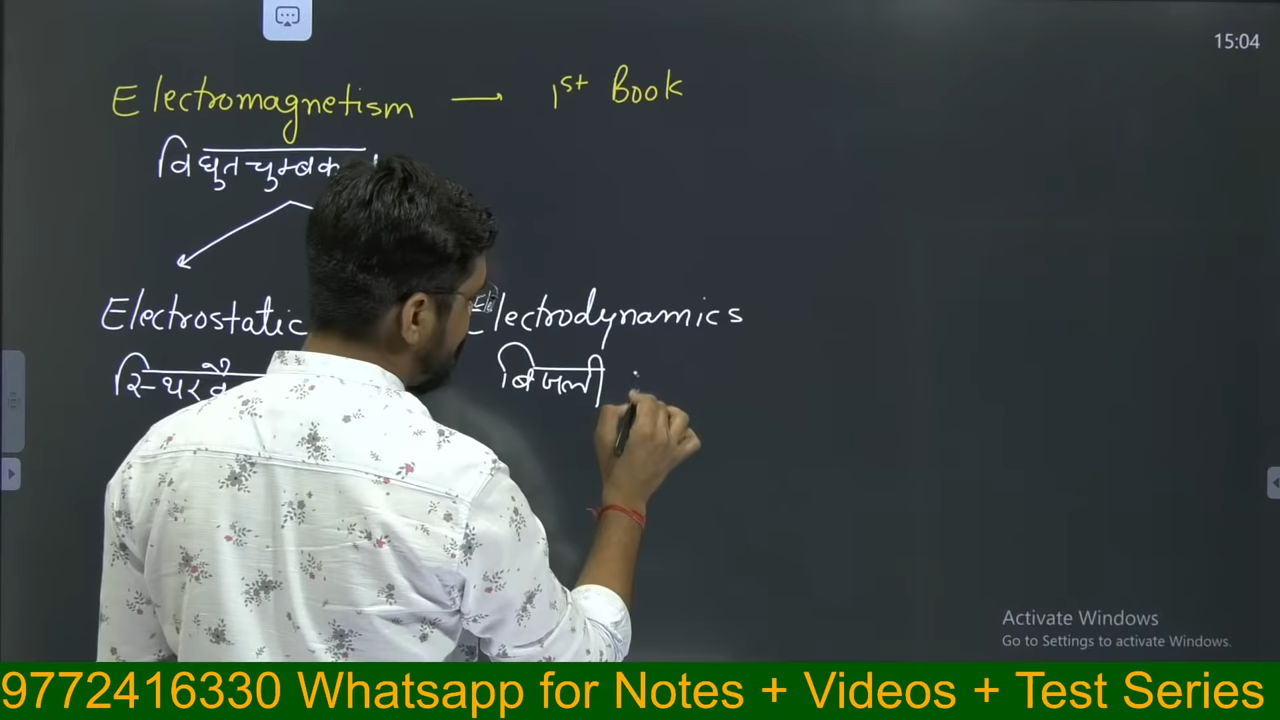 15:04
Electromagnetism → 1st Book
विद्युतचुम्बक
Electrostatic Electrodynamics
बिजली
Activate Windows
Go to Settings to activate Windows.
9772416330 Whatsapp for Notes + Videos + Test Series